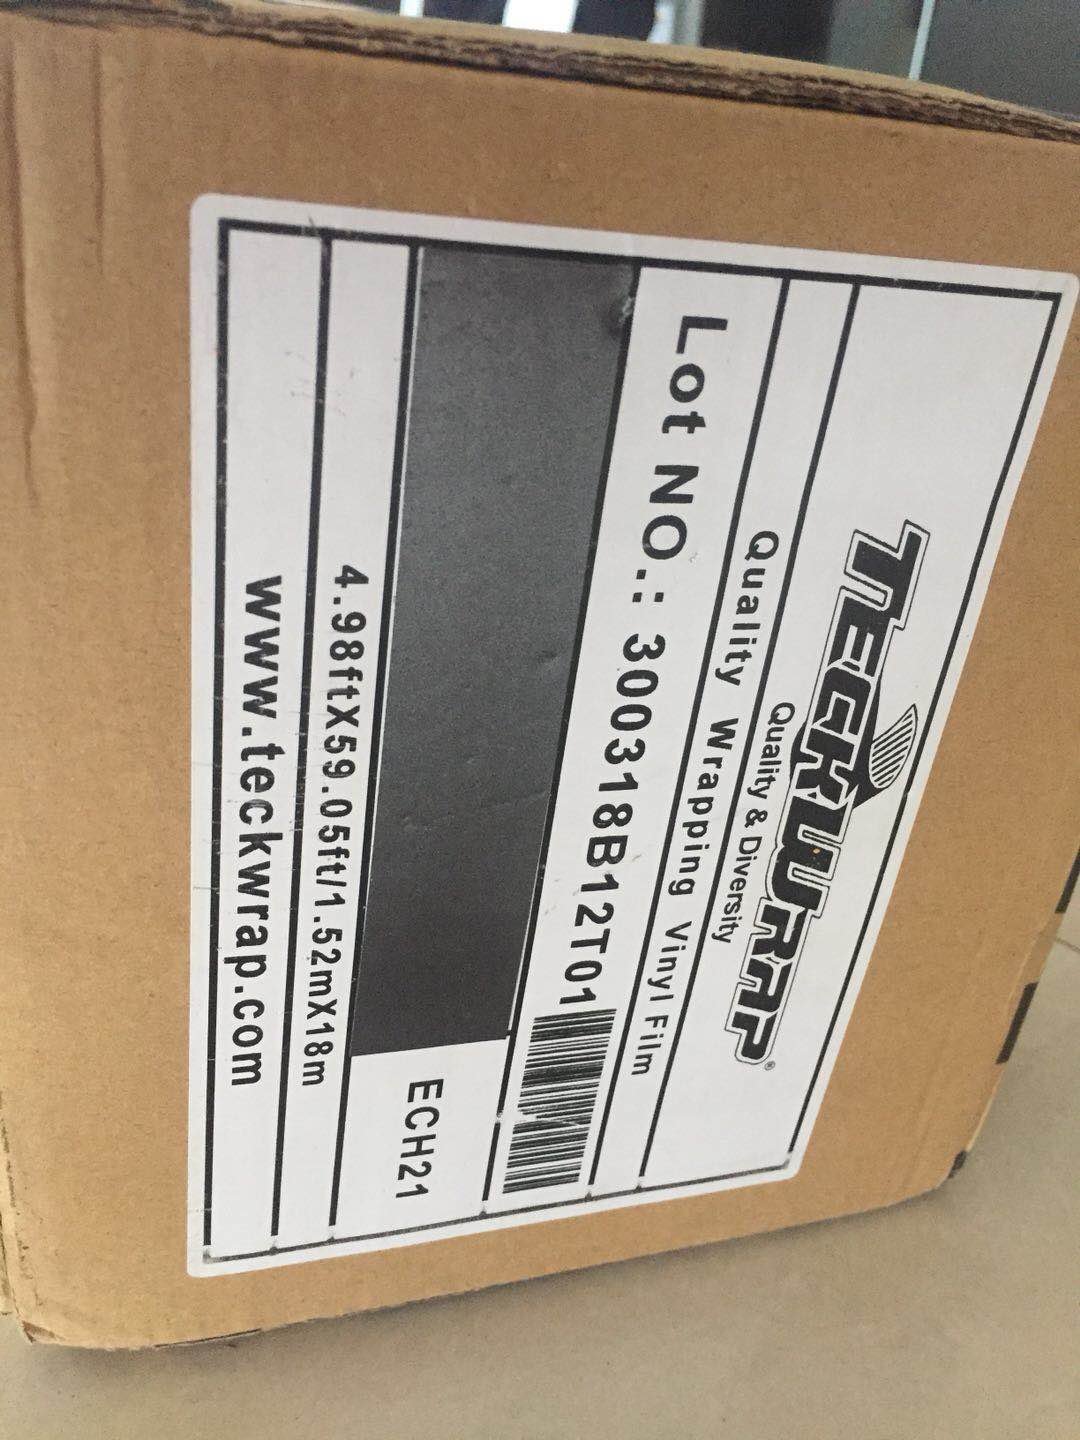 TECKWRAP®
Quality & Diversity
Quality Wrapping Vinyl Film
Lot NO.: 300318B12T01
ECH21
4.98ftX59.05ft/1.52mX18m
www.teckwrap.com